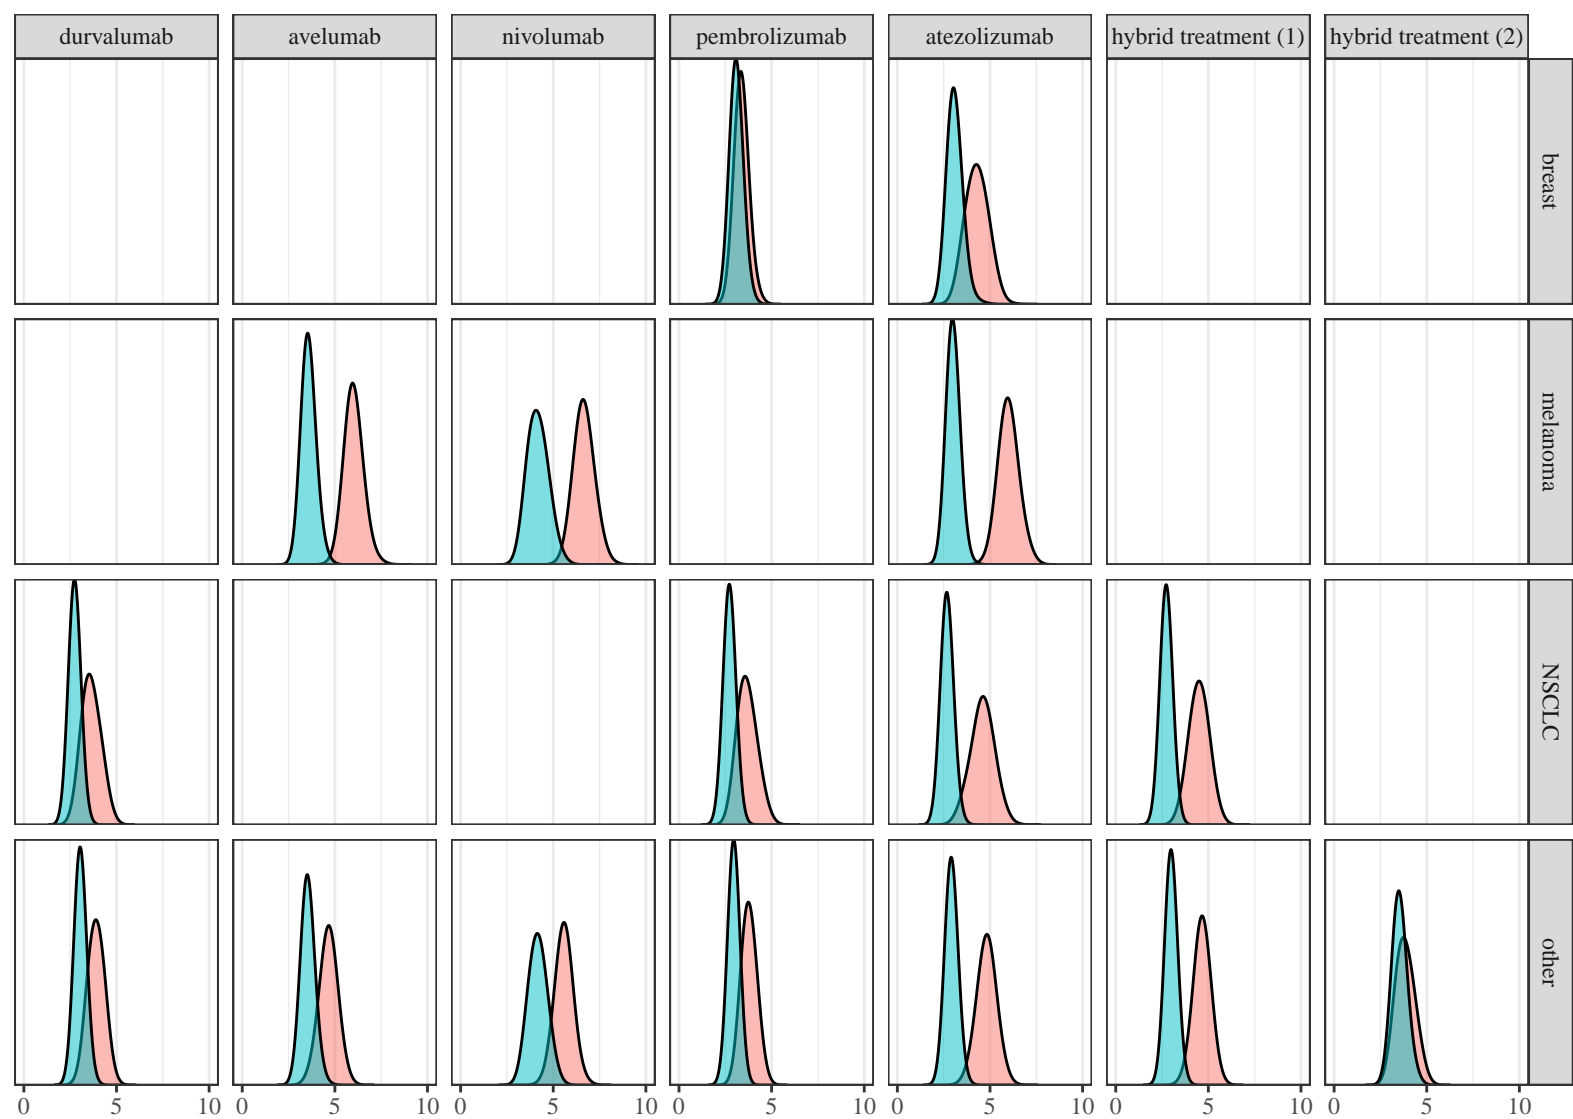 durvalumab avelumab nivolumab pembrolizumab atezolizumab hybrid treatment (1) hybrid treatment (2)
breast
melanoma
NSCLC
other
0 5 10 0 5 10 0 5 10 0 5 10 0 5 10 0 5 10 0 5 10